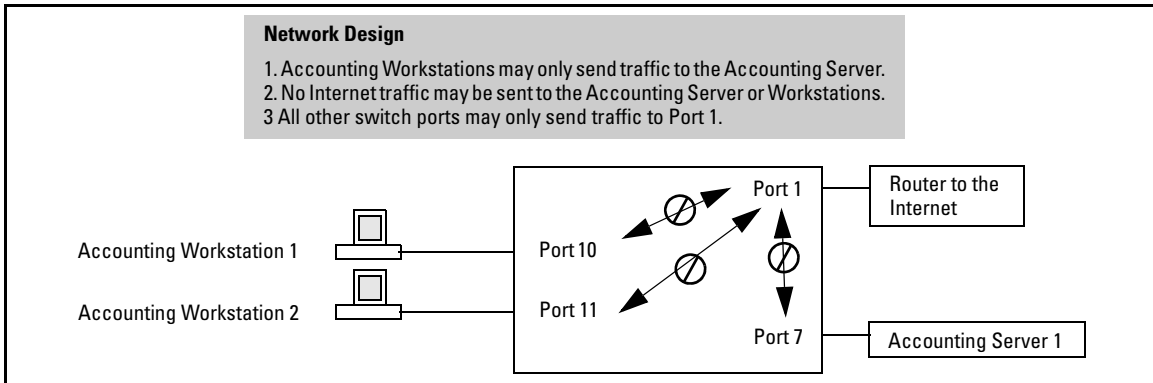 Network Design
1. Accounting Workstations may only send traffic to the Accounting Server.
2. No Internet traffic may be sent to the Accounting Server or Workstations.
3 All other switch ports may only send traffic to Port 1.
Port 1
Router to the
Internet
Accounting Workstation 1
Port 10
Accounting Workstation 2
Port 11
Port 7
Accounting Server 1